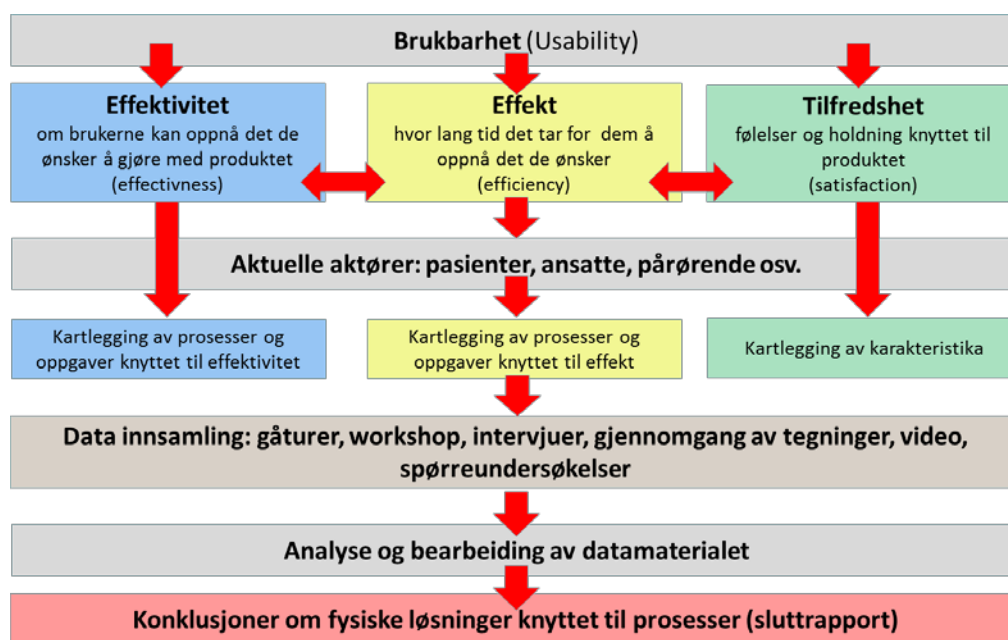 Brukbarhet (Usability)
Effektivitet
om brukerne kan oppnå det de
ønsker å gjøre med produktet
(effectivness)
Effekt
hvor lang tid det tar for dem å
oppnå det de ønsker
(efficiency)
Tilfredshet
følelser og holdning knyttet til
produktet
(satisfaction)
Aktuelle aktører: pasienter, ansatte, pårørende osv.
Kartlegging av prosesser og
oppgaver knyttet til effektivitet
Kartlegging av prosesser og
oppgaver knyttet til effekt
Kartlegging av karakteristika
Data innsamling: gåturer, workshop, intervjuer, gjennomgang av tegninger, video,
spørreundersøkelser
Analyse og bearbeiding av datamaterialet
Konklusjoner om fysiske løsninger knyttet til prosesser (sluttrapport)